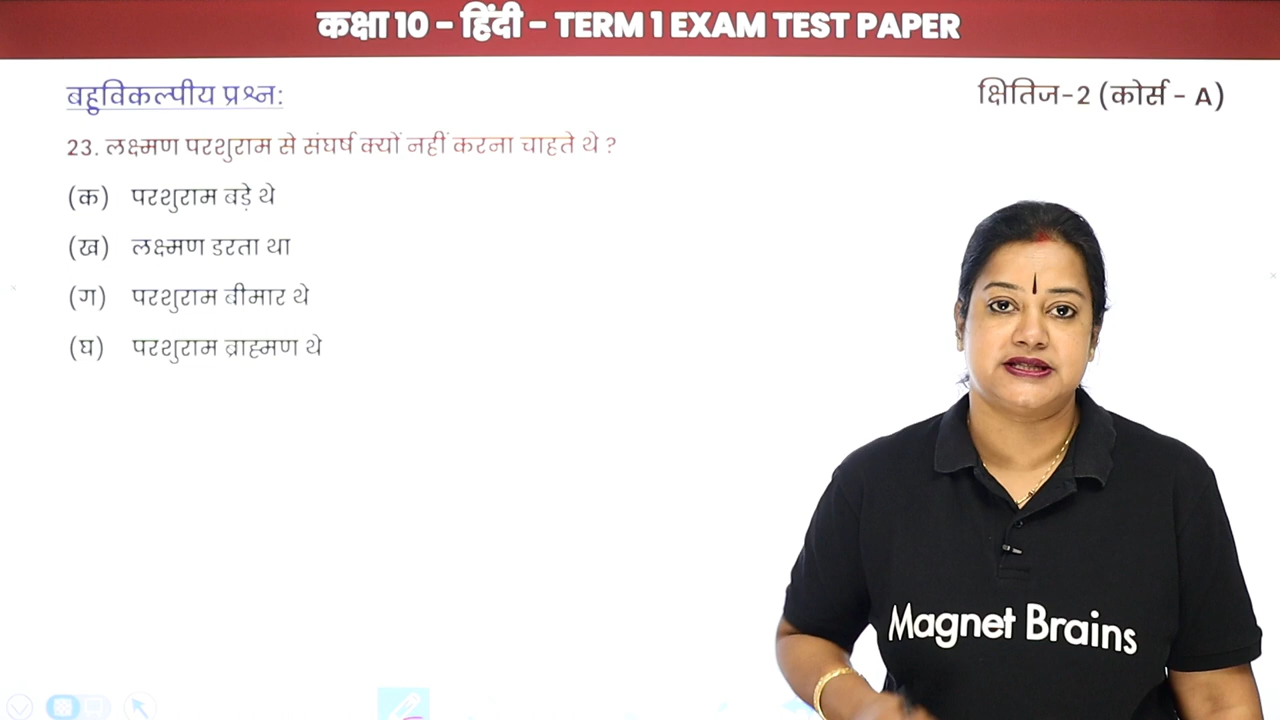 कक्षा 10 - हिंदी - TERM 1 EXAM TEST PAPER
बहुविकल्पीय प्रश्न:
क्षितिज-2 (कोर्स - A)
23. लक्ष्मण परशुराम से संघर्ष क्यों नहीं करना चाहते थे ?
(क) परशुराम बड़े थे
(ख) लक्ष्मण डरता था
(ग) परशुराम बीमार थे
(घ) परशुराम ब्राह्मण थे
Magnet Brains